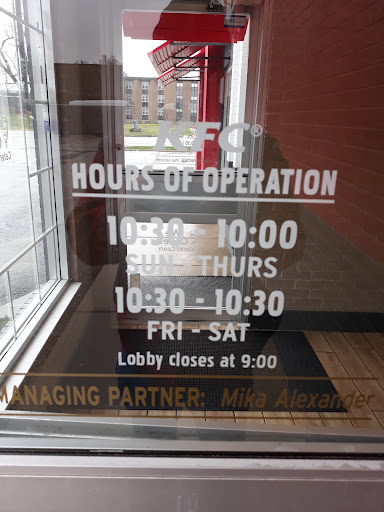 KFC®
HOURS OF OPERATION
10:30 - 10:00
SUN - THURS
10:30 - 10:30
FRI - SAT
Lobby closes at 9:00
MANAGING PARTNER: Mika Alexander